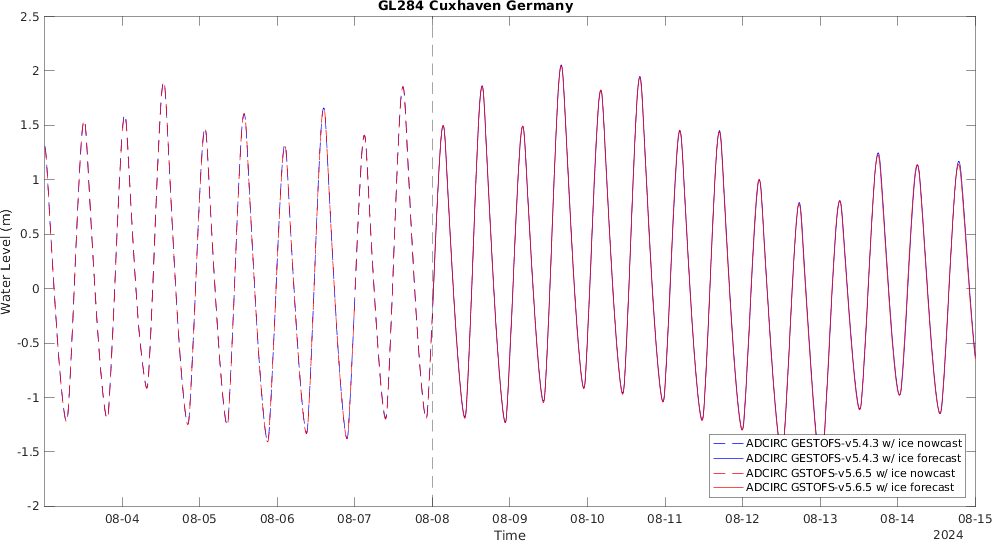 GL284 Cuxhaven Germany
2.5
2
1.5
1
0.5
0
-0.5
-1
-1.5
-2
Water Level (m)
ADCIRC GESTOFS-v5.4.3 w/ ice nowcast
ADCIRC GESTOFS-v5.4.3 w/ ice forecast
ADCIRC GSTOFS-v5.6.5 w/ ice nowcast
ADCIRC GSTOFS-v5.6.5 w/ ice forecast
08-04 08-05 08-06 08-07 08-08 08-09 08-10 08-11 08-12 08-13 08-14 08-15
Time
2024